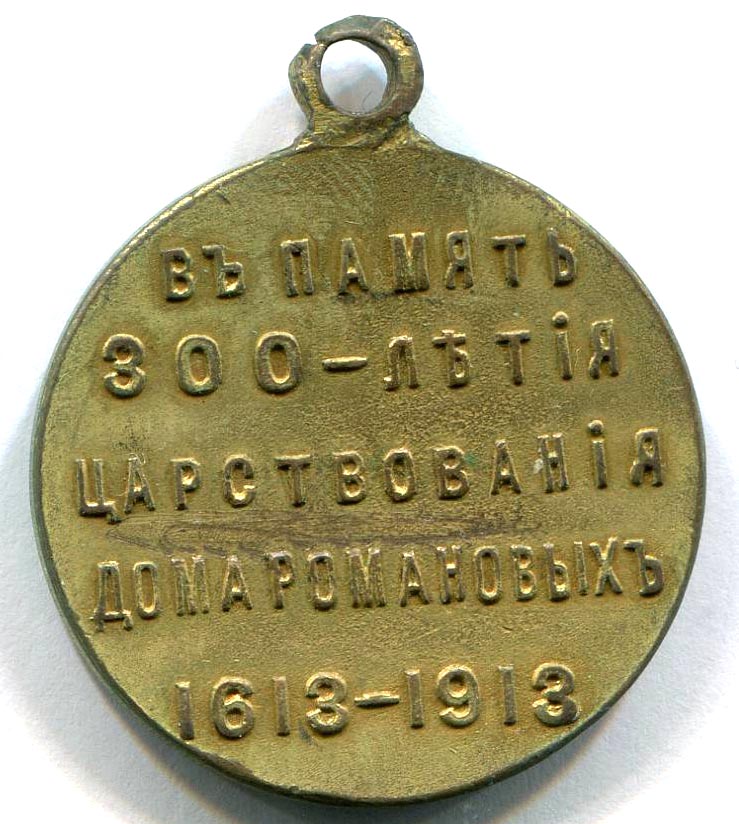 ВЪ ПАМЯТЬ
300-ЛѢТІЯ
ЦАРСТВОВАНІЯ
ДОМА РОМАНОВЫХЪ
1613-1913